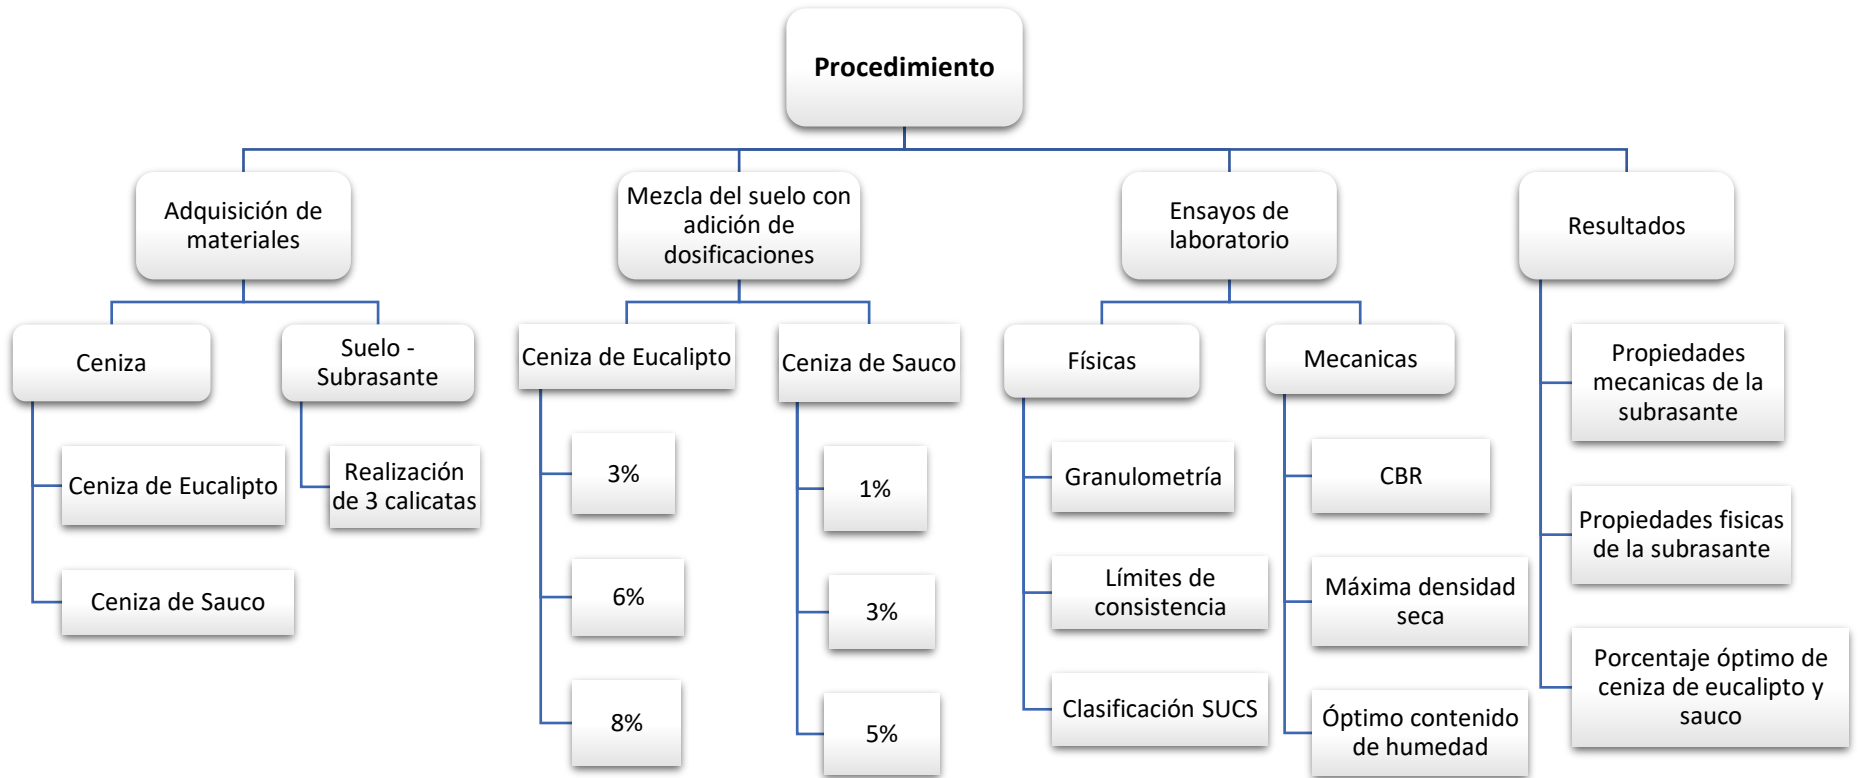 Procedimiento
Adquisición de
materiales
Ceniza
Ceniza de Eucalipto
Ceniza de Sauco
Suelo -
Subrasante
Realización
de 3 calicatas
Mezcla del suelo con
adición de
dosificaciones
Ceniza de Eucalipto
3%
6%
8%
Ceniza de Sauco
1%
3%
5%
Ensayos de
laboratorio
Físicas
Granulometría
Límites de
consistencia
Clasificación SUCS
Mecanicas
CBR
Máxima densidad
seca
Óptimo contenido
de humedad
Resultados
Propiedades
mecanicas de la
subrasante
Propiedades fisicas
de la subrasante
Porcentaje óptimo de
ceniza de eucalipto y
sauco